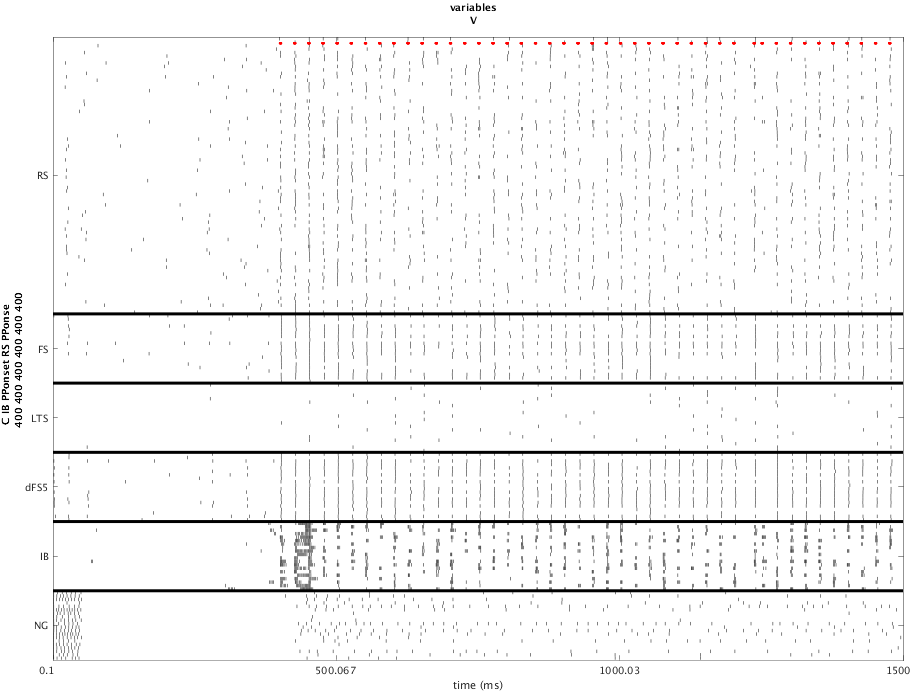 variables
V
C IB PPonset RS PPonse
400 400 400 400 400 400
RS
FS
LTS
dFS5
IB
NG
0.1
500.067
1000.03
1500
time (ms)